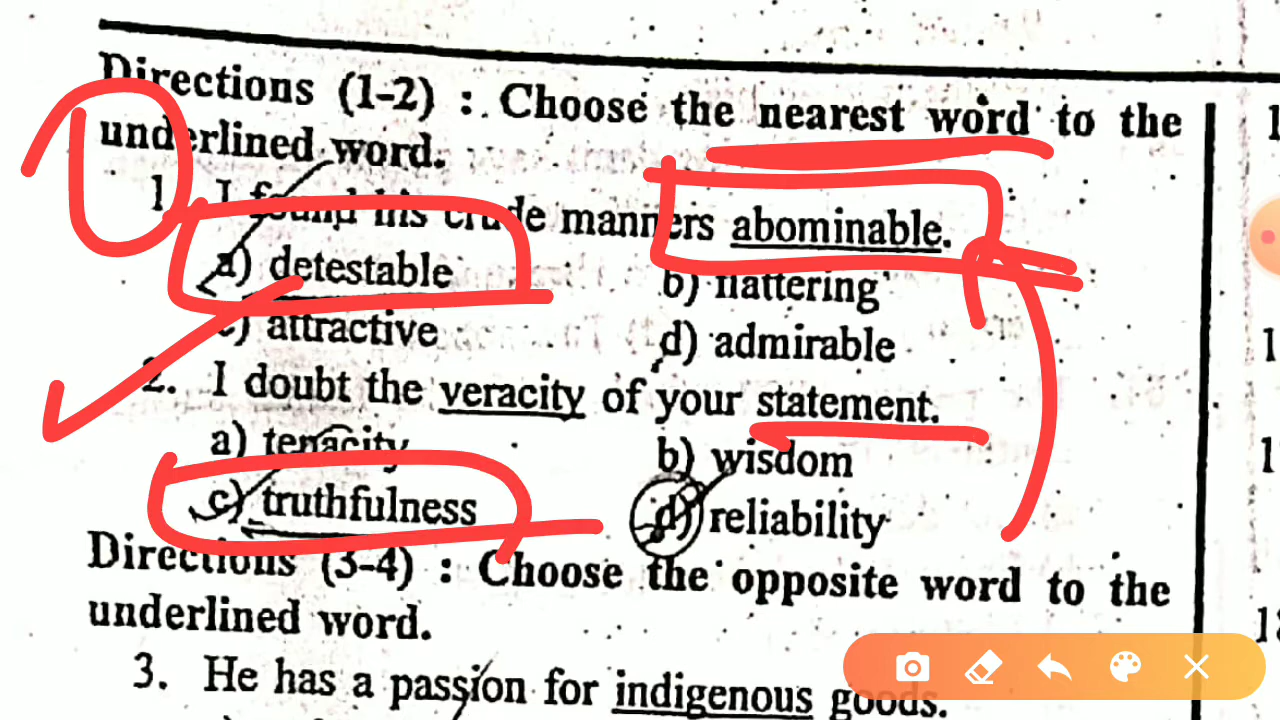 Directions (1-2) : Choose the nearest word to the
underlined word.
1. I found his crude manners abominable.
a) detestable b) flattering
c) attractive d) admirable
2. I doubt the veracity of your statement.
a) tenacity b) wisdom
c) truthfulness d) reliability
Directions (3-4) : Choose the opposite word to the
underlined word.
3. He has a passion for indigenous goods.